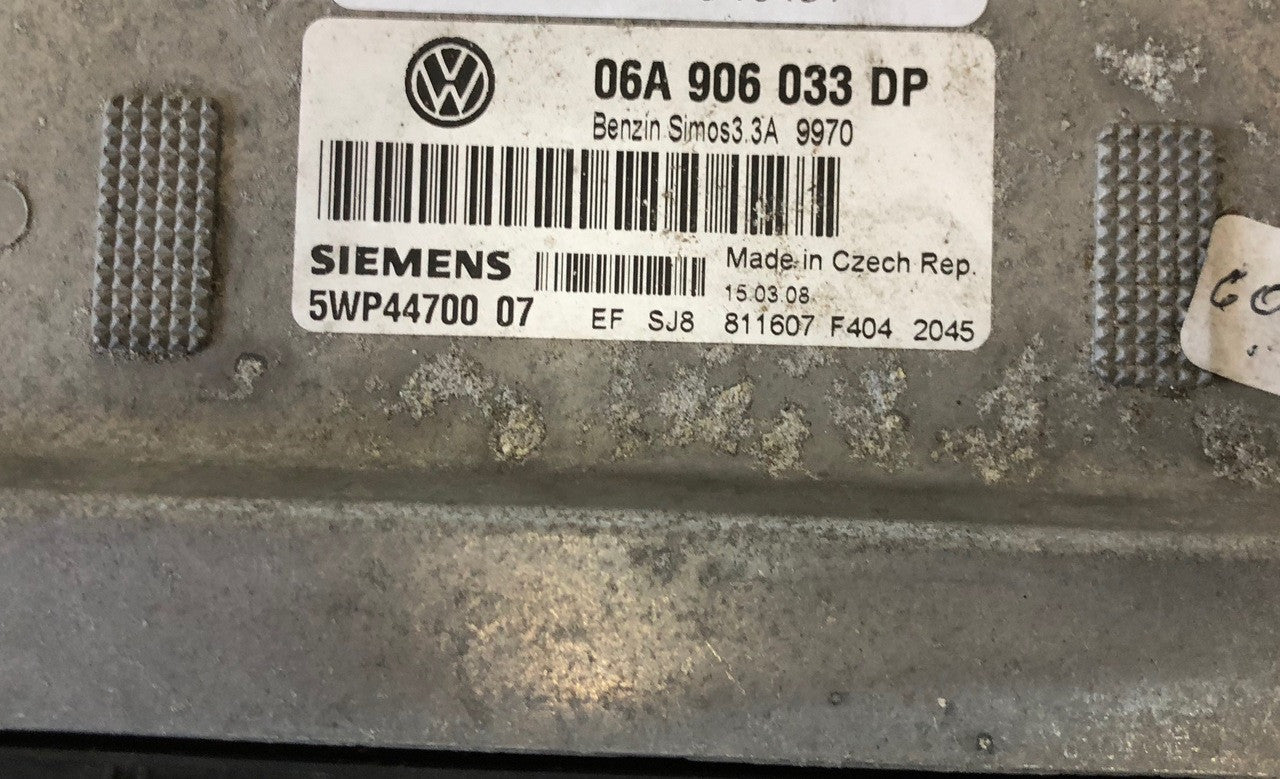 06A 906 033 DP
Benzin Simos3.3A 9970
SIEMENS
Made in Czech Rep.
15.03.08
5WP44700 07
EF SJ8 811607 F404 2045